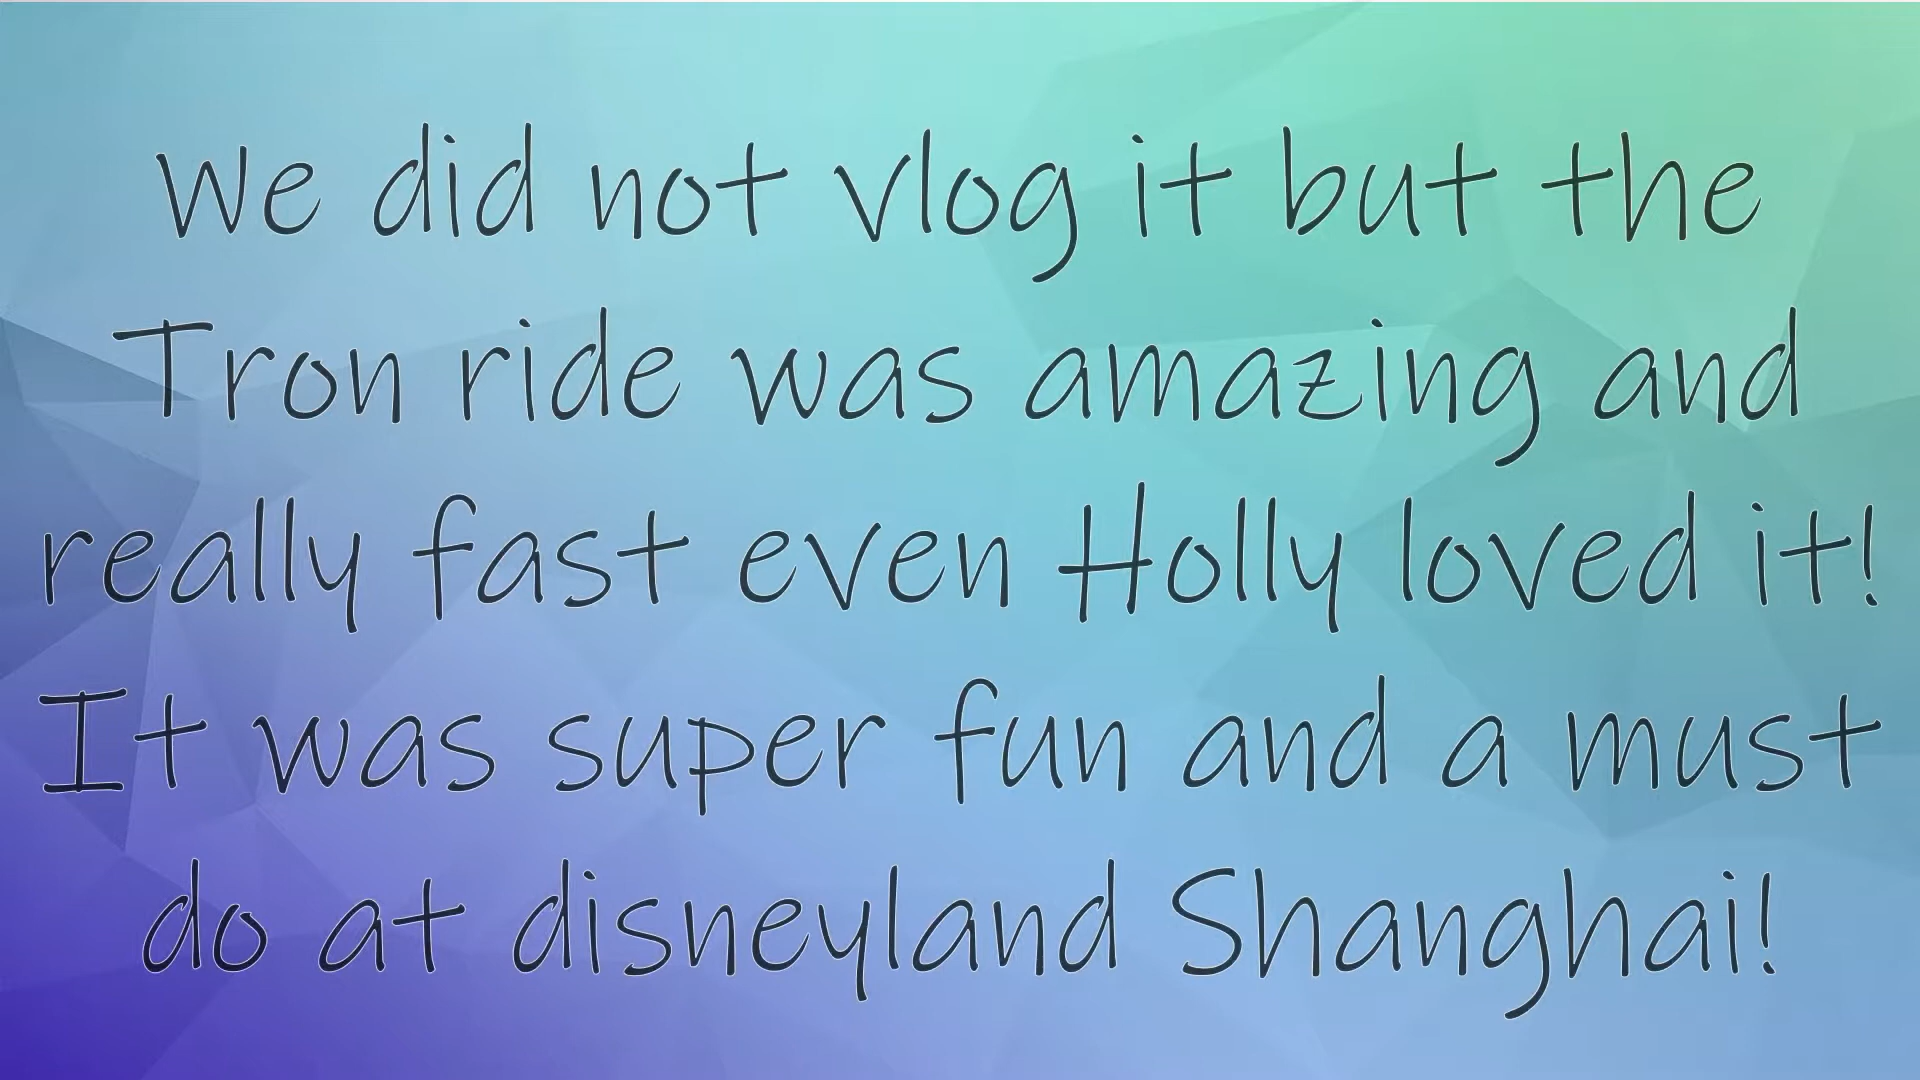 We did not vlog it but the
Tron ride was amazing and
really fast even Holly loved it!
It was super fun and a must
do at disneyland Shanghai!